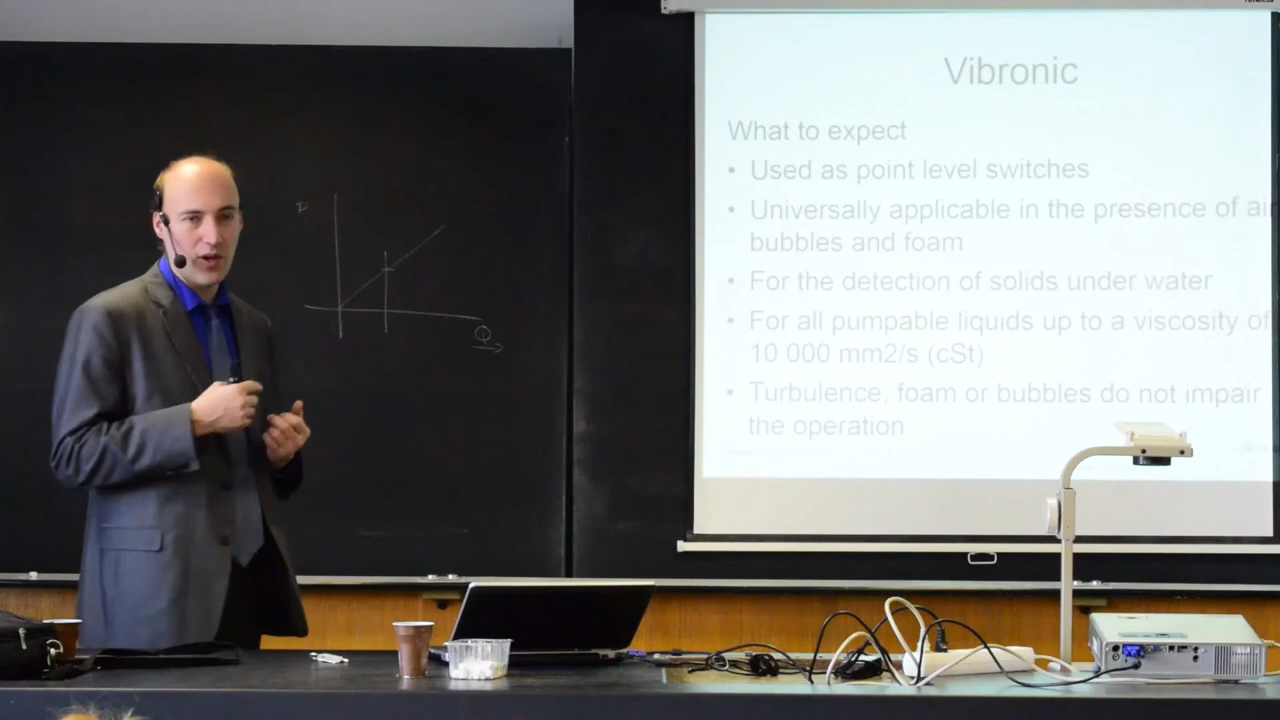 Vibronic
What to expect
• Used as point level switches
• Universally applicable in the presence of air
bubbles and foam
• For the detection of solids under water
• For all pumpable liquids up to a viscosity of
10 000 mm2/s (cSt)
• Turbulence, foam or bubbles do not impair
the operation